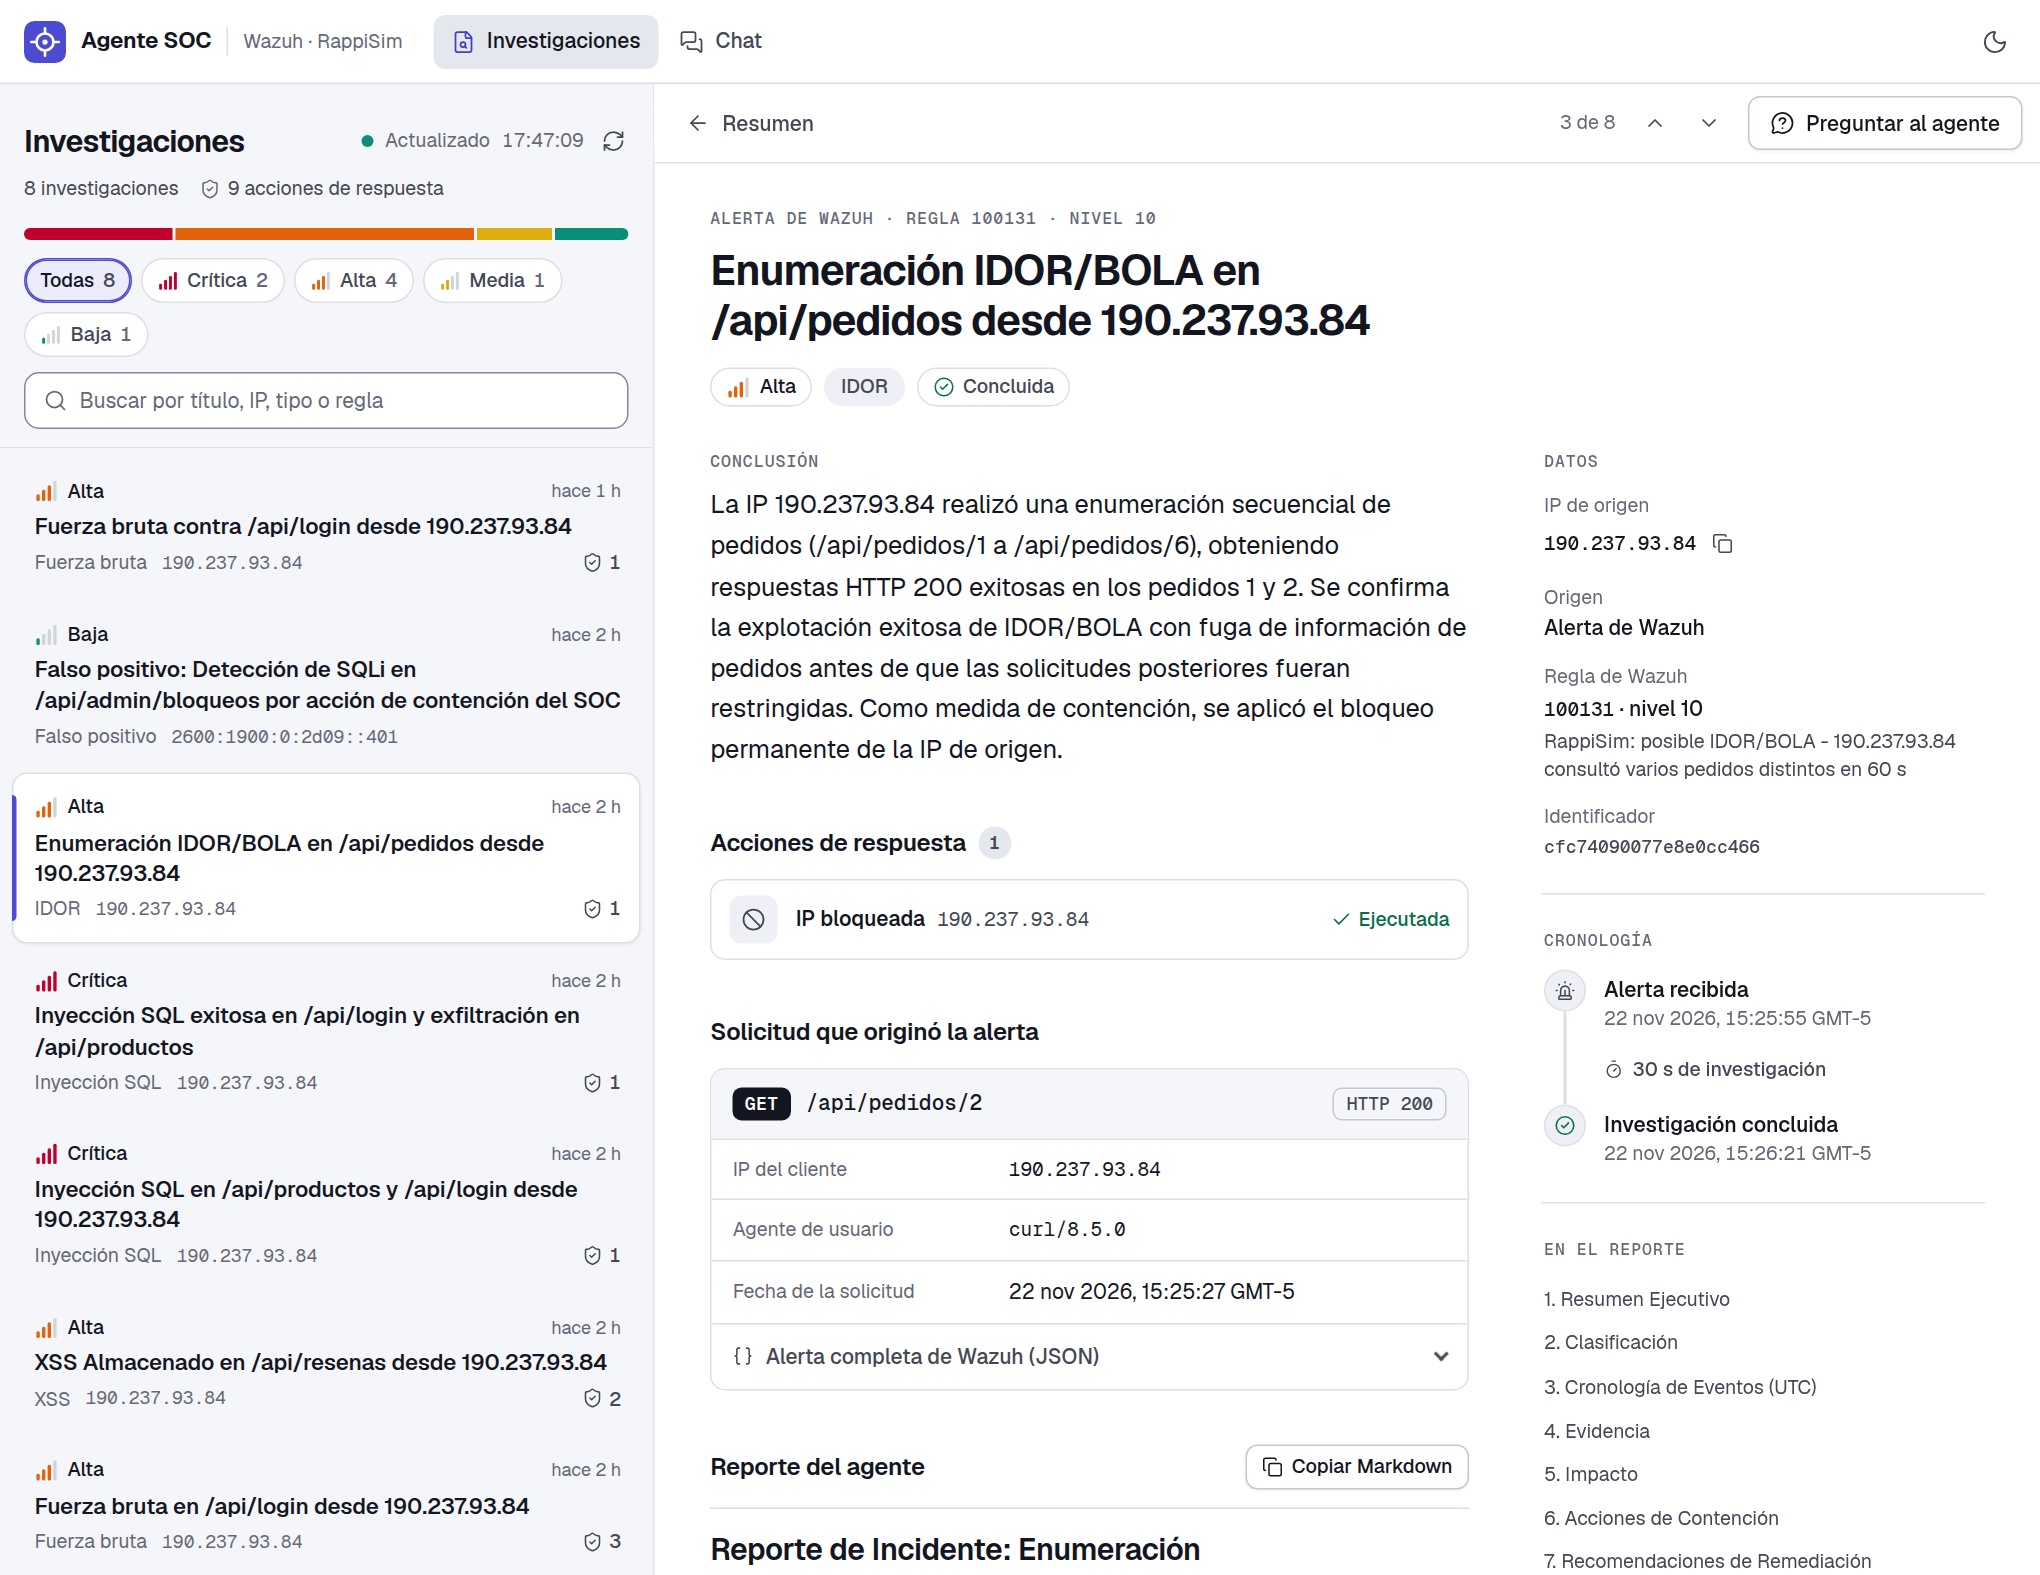 Agente SOC
Wazuh · RappiSim
Investigaciones
Chat
Investigaciones
Actualizado 17:47:09
8 investigaciones
9 acciones de respuesta
Todas 8
Crítica 2
Alta 4
Media 1
Baja 1
Buscar por título, IP, tipo o regla
Alta
hace 1 h
Fuerza bruta contra /api/login desde 190.237.93.84
Fuerza bruta 190.237.93.84
1
Baja
hace 2 h
Falso positivo: Detección de SQLi en
/api/admin/bloqueos por acción de contención del SOC
Falso positivo 2600:1900:0:2d09::401
Alta
hace 2 h
Enumeración IDOR/BOLA en /api/pedidos desde
190.237.93.84
IDOR 190.237.93.84
1
Crítica
hace 2 h
Inyección SQL exitosa en /api/login y exfiltración en
/api/productos
Inyección SQL 190.237.93.84
1
Crítica
hace 2 h
Inyección SQL en /api/productos y /api/login desde
190.237.93.84
Inyección SQL 190.237.93.84
1
Alta
hace 2 h
XSS Almacenado en /api/resenas desde 190.237.93.84
XSS 190.237.93.84
2
Alta
hace 2 h
Fuerza bruta en /api/login desde 190.237.93.84
Fuerza bruta 190.237.93.84
3
Resumen
3 de 8
Preguntar al agente
ALERTA DE WAZUH · REGLA 100131 · NIVEL 10
Enumeración IDOR/BOLA en
/api/pedidos desde 190.237.93.84
Alta
IDOR
Concluida
CONCLUSIÓN
La IP 190.237.93.84 realizó una enumeración secuencial de
pedidos (/api/pedidos/1 a /api/pedidos/6), obteniendo
respuestas HTTP 200 exitosas en los pedidos 1 y 2. Se confirma
la explotación exitosa de IDOR/BOLA con fuga de información de
pedidos antes de que las solicitudes posteriores fueran
restringidas. Como medida de contención, se aplicó el bloqueo
permanente de la IP de origen.
Acciones de respuesta 1
IP bloqueada 190.237.93.84
Ejecutada
Solicitud que originó la alerta
GET /api/pedidos/2
HTTP 200
IP del cliente 190.237.93.84
Agente de usuario curl/8.5.0
Fecha de la solicitud 22 nov 2026, 15:25:27 GMT-5
{} Alerta completa de Wazuh (JSON)
Reporte del agente
Copiar Markdown
Reporte de Incidente: Enumeración
DATOS
IP de origen
190.237.93.84
Origen
Alerta de Wazuh
Regla de Wazuh
100131 · nivel 10
RappiSim: posible IDOR/BOLA - 190.237.93.84
consultó varios pedidos distintos en 60 s
Identificador
cfc74090077e8e0cc466
CRONOLOGÍA
Alerta recibida
22 nov 2026, 15:25:55 GMT-5
30 s de investigación
Investigación concluida
22 nov 2026, 15:26:21 GMT-5
EN EL REPORTE
1. Resumen Ejecutivo
2. Clasificación
3. Cronología de Eventos (UTC)
4. Evidencia
5. Impacto
6. Acciones de Contención
7. Recomendaciones de Remediación